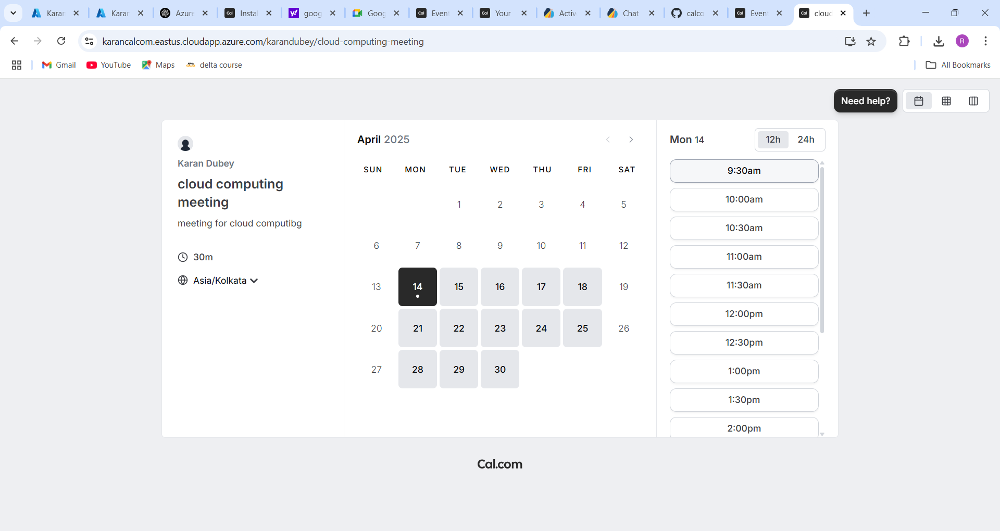 Karan
Karan
Azure
Insta
goog
Goog
Even
Your
Activ
Chat
calco
Even
clouc
karancalcom.eastus.cloudapp.azure.com/karandubey/cloud-computing-meeting
R
Gmail
YouTube
Maps
delta course
All Bookmarks
Need help?
Karan Dubey
cloud computing
meeting
meeting for cloud computibg
30m
Asia/Kolkata
April 2025
SUN MON TUE WED THU FRI SAT
1 2 3 4 5
6 7 8 9 10 11 12
13 14 15 16 17 18 19
20 21 22 23 24 25 26
27 28 29 30
Mon 14
12h 24h
9:30am
10:00am
10:30am
11:00am
11:30am
12:00pm
12:30pm
1:00pm
1:30pm
2:00pm
Cal.com